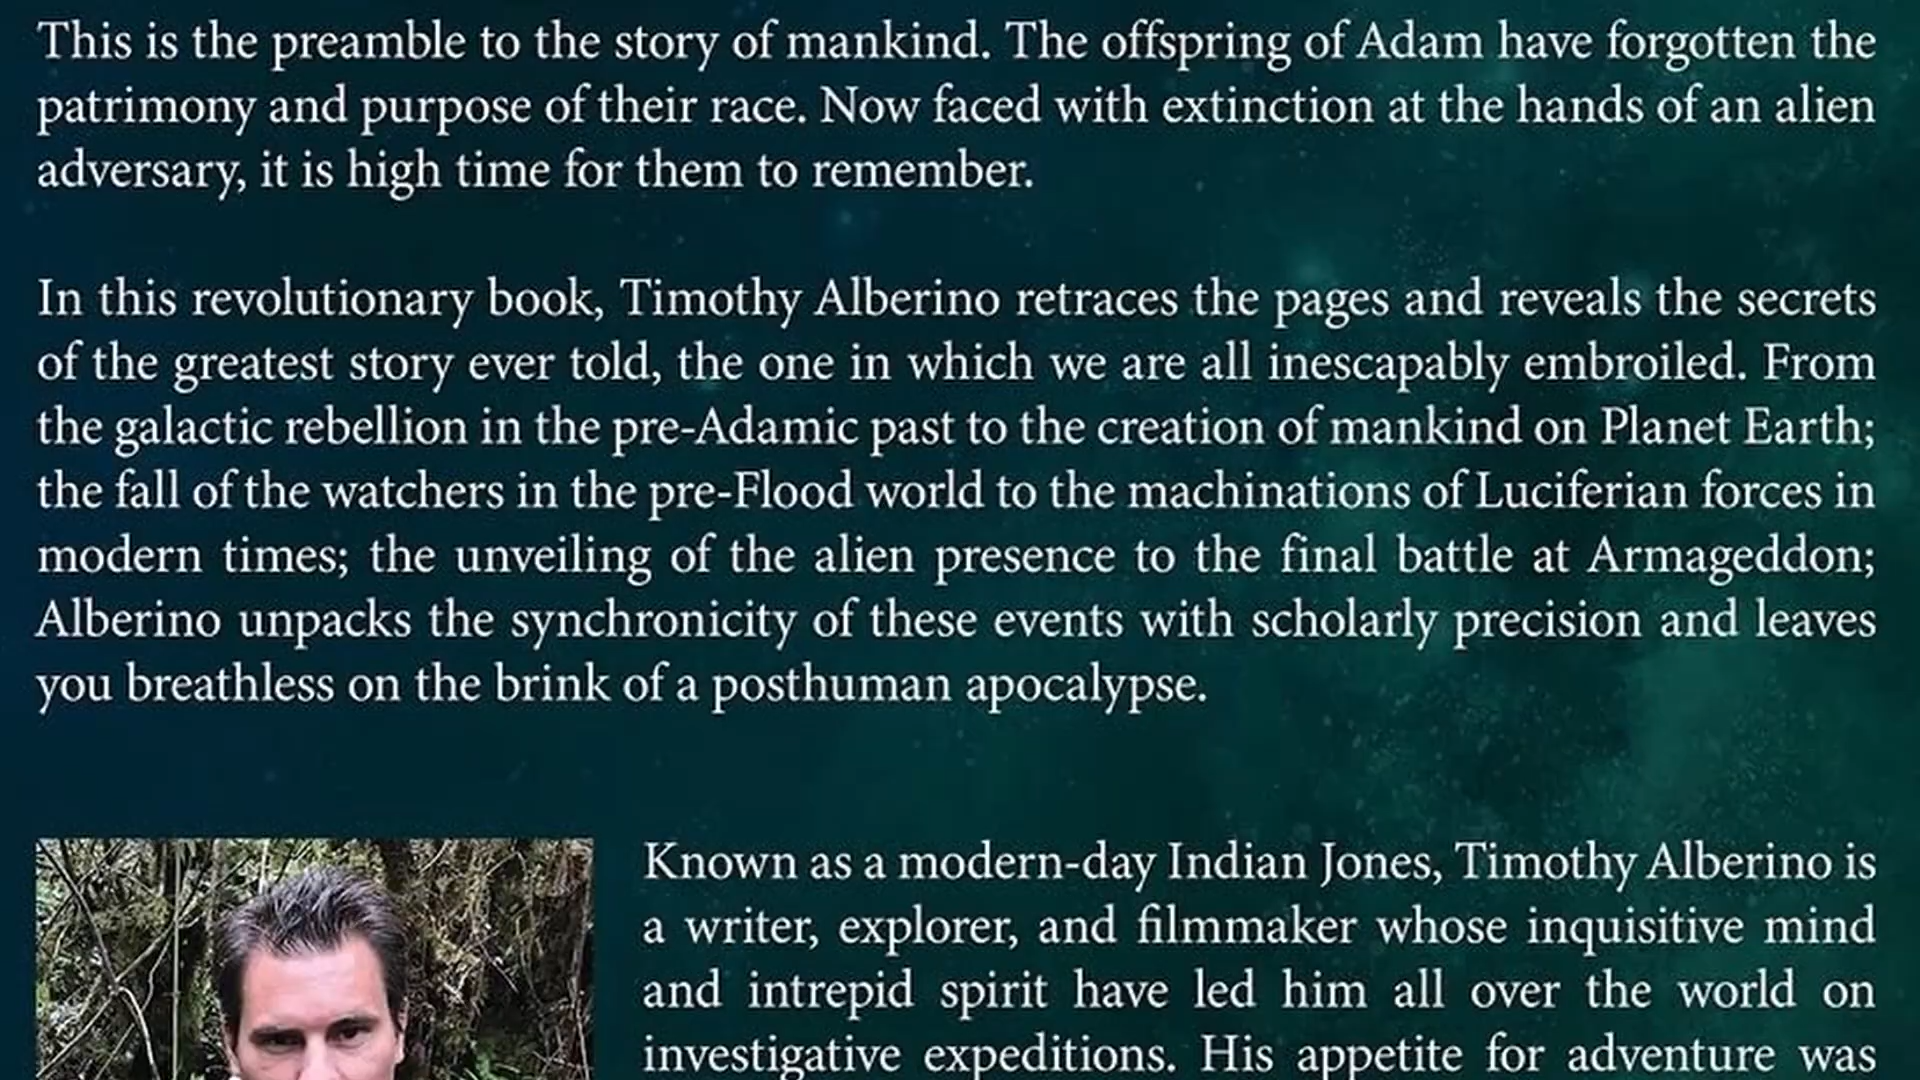 This is the preamble to the story of mankind. The offspring of Adam have forgotten the
patrimony and purpose of their race. Now faced with extinction at the hands of an alien
adversary, it is high time for them to remember.
In this revolutionary book, Timothy Alberino retraces the pages and reveals the secrets
of the greatest story ever told, the one in which we are all inescapably embroiled. From
the galactic rebellion in the pre-Adamic past to the creation of mankind on Planet Earth;
the fall of the watchers in the pre-Flood world to the machinations of Luciferian forces in
modern times; the unveiling of the alien presence to the final battle at Armageddon;
Alberino unpacks the synchronicity of these events with scholarly precision and leaves
you breathless on the brink of a posthuman apocalypse.
Known as a modern-day Indian Jones, Timothy Alberino is
a writer, explorer, and filmmaker whose inquisitive mind
and intrepid spirit have led him all over the world on
investigative expeditions. His appetite for adventure was